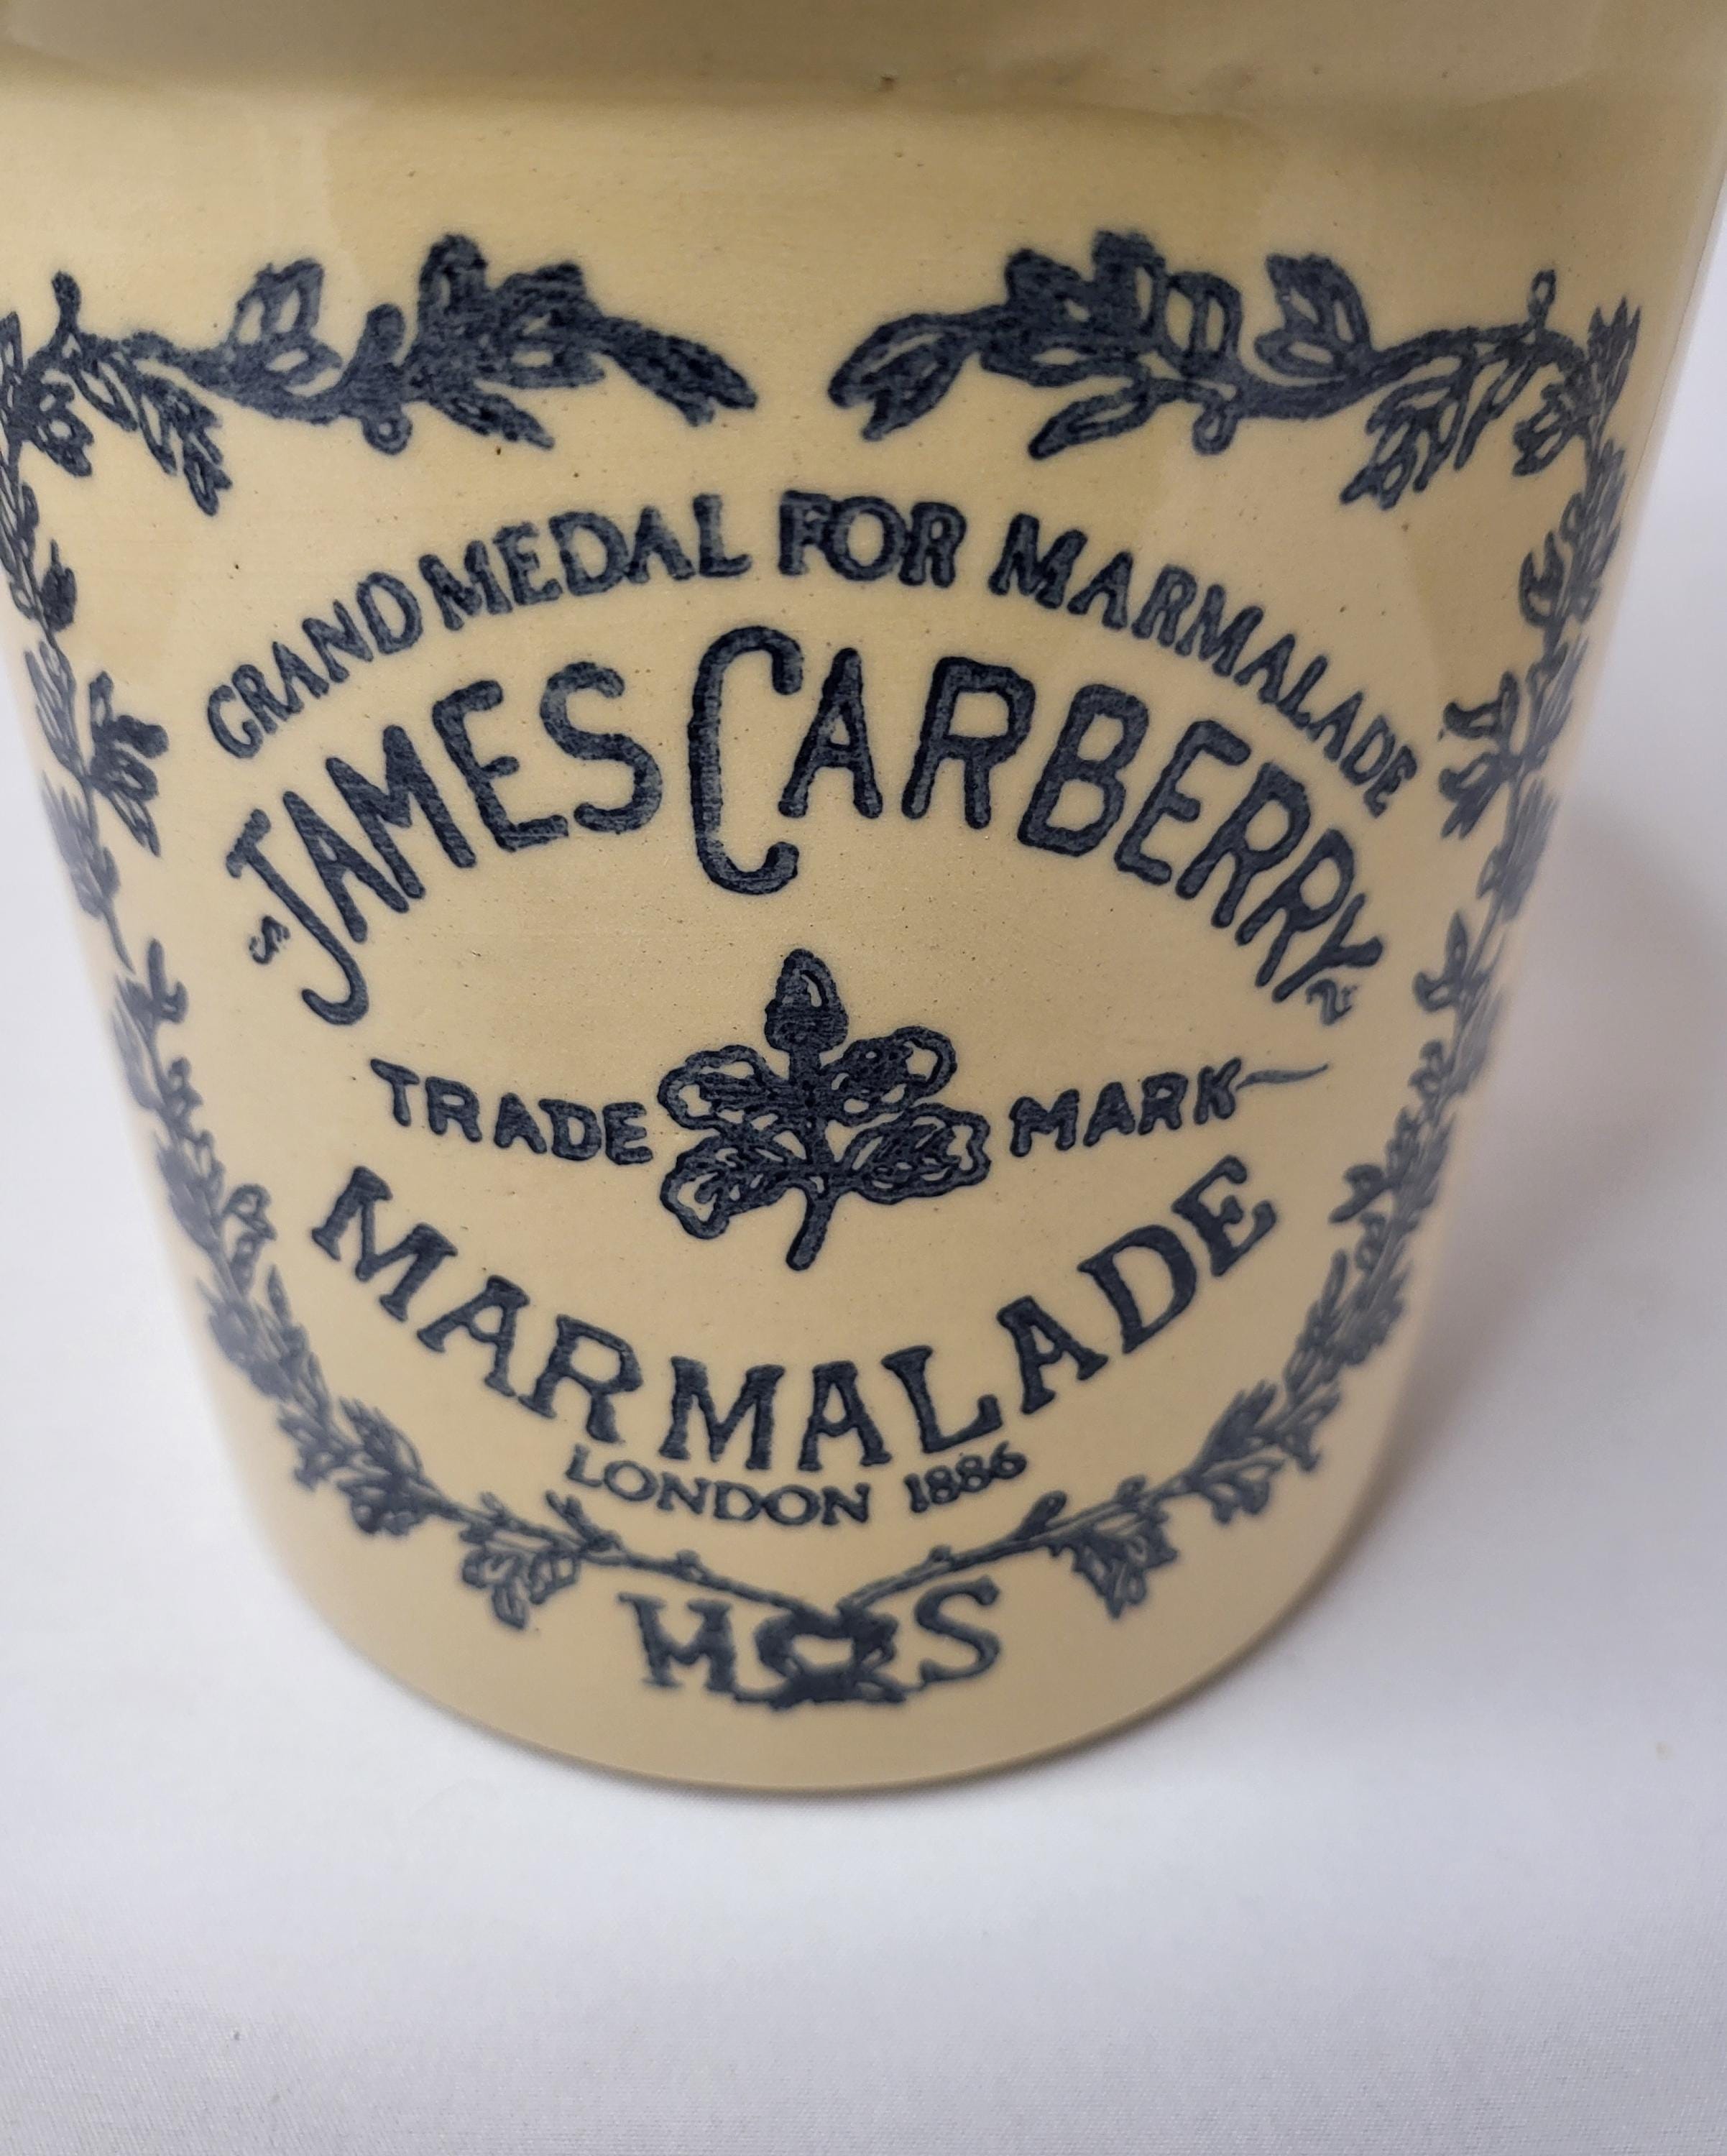 GRAND MEDAL FOR MARMALADE
JAMES CARBERRY
TRADE MARK
MARMALADE
LONDON 1886